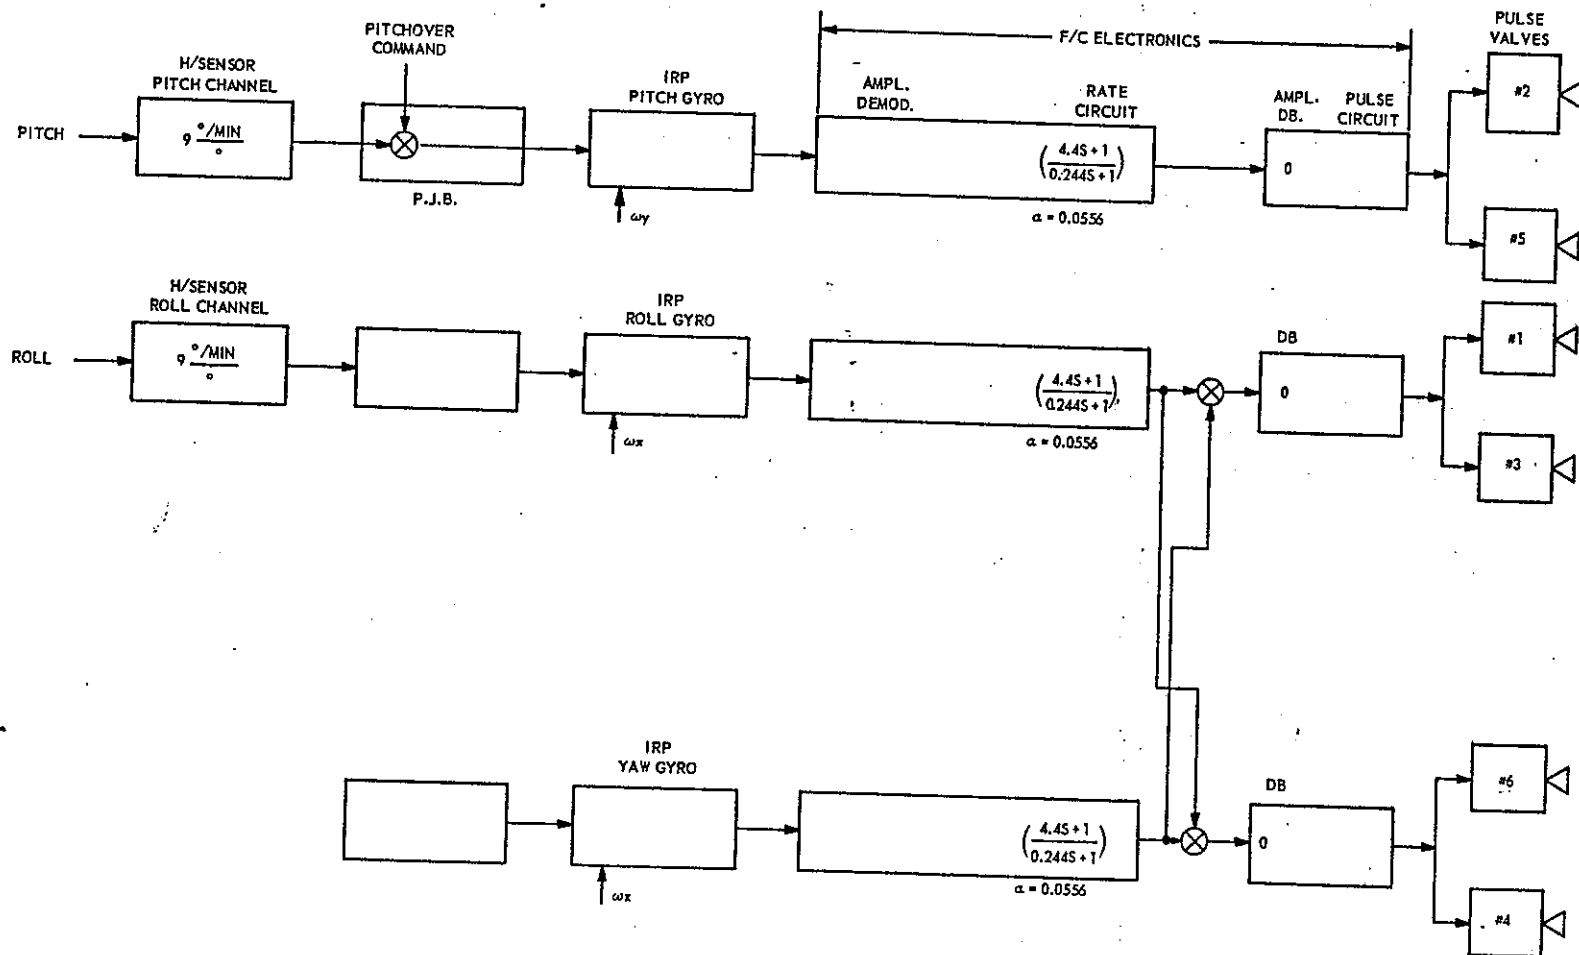 PITCHOVER
COMMAND
F/C ELECTRONICS
PULSE
VALVES
H/SENSOR
PITCH CHANNEL
IRP
PITCH GYRO
AMPL.
DEMOD.
RATE
CIRCUIT
AMPL.
DB.
PULSE
CIRCUIT
#2
PITCH
9 °/MIN
°
(4.4S+1
0.244S+1)
0
P.J.B.
ωy
α = 0.0556
#5
H/SENSOR
ROLL CHANNEL
IRP
ROLL GYRO
DB
#1
ROLL
9 °/MIN
°
(4.4S+1
0.244S+1)
0
ωx
α = 0.0556
#3
IRP
YAW GYRO
DB
#6
(4.4S+1
0.244S+1)
0
ωx
α = 0.0556
#4